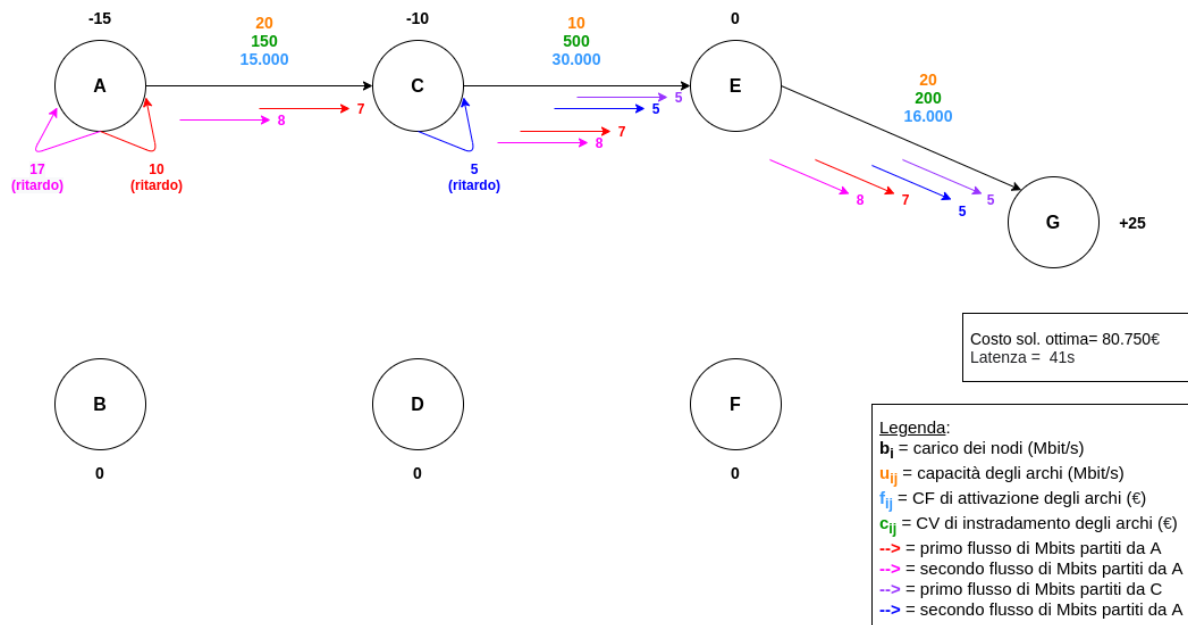 -15
-10
0
20
150
15.000
10
500
30.000
20
200
16.000
A
C
E
G
+25
7
8
5
5
7
8
8
7
5
5
17
(ritardo)
10
(ritardo)
5
(ritardo)
Costo sol. ottima= 80.750€
Latenza = 41s
B
D
F
0
0
0
Legenda:
bi = carico dei nodi (Mbit/s)
uij = capacità degli archi (Mbit/s)
fij = CF di attivazione degli archi (€)
cij = CV di instradamento degli archi (€)
--> = primo flusso di Mbits partiti da A
--> = secondo flusso di Mbits partiti da A
--> = primo flusso di Mbits partiti da C
--> = secondo flusso di Mbits partiti da A